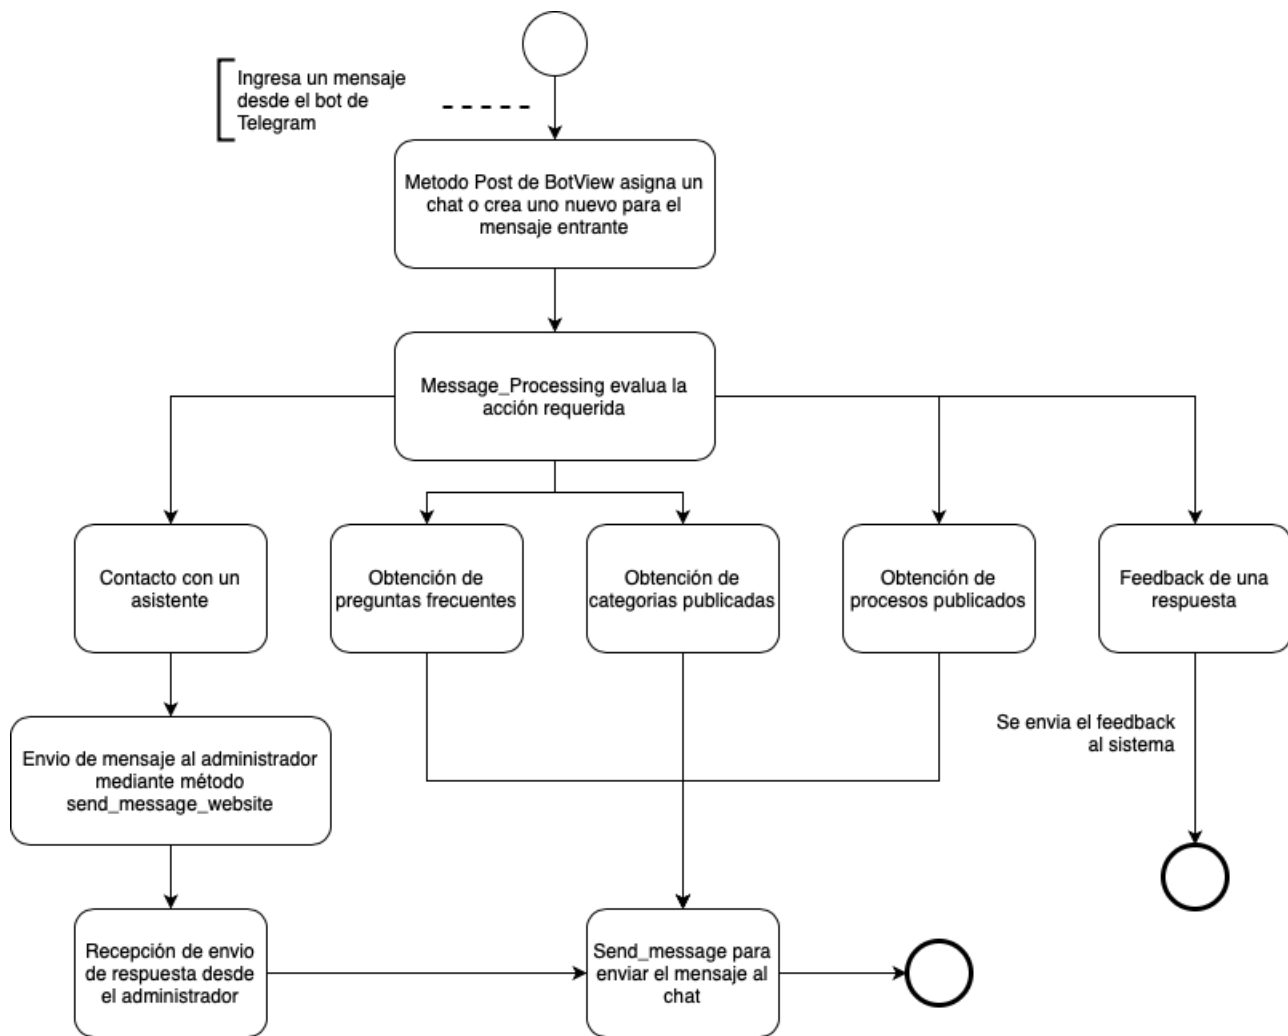 Ingresa un mensaje
desde el bot de
Telegram
Metodo Post de BotView asigna un
chat o crea uno nuevo para el
mensaje entrante
Message_Processing evalua la
acción requerida
Contacto con un
asistente
Obtención de
preguntas frecuentes
Obtención de
categorias publicadas
Obtención de
procesos publicados
Feedback de una
respuesta
Envio de mensaje al administrador
mediante método
send_message_website
Se envia el feedback
al sistema
Recepción de envio
de respuesta desde
el administrador
Send_message para
enviar el mensaje al
chat